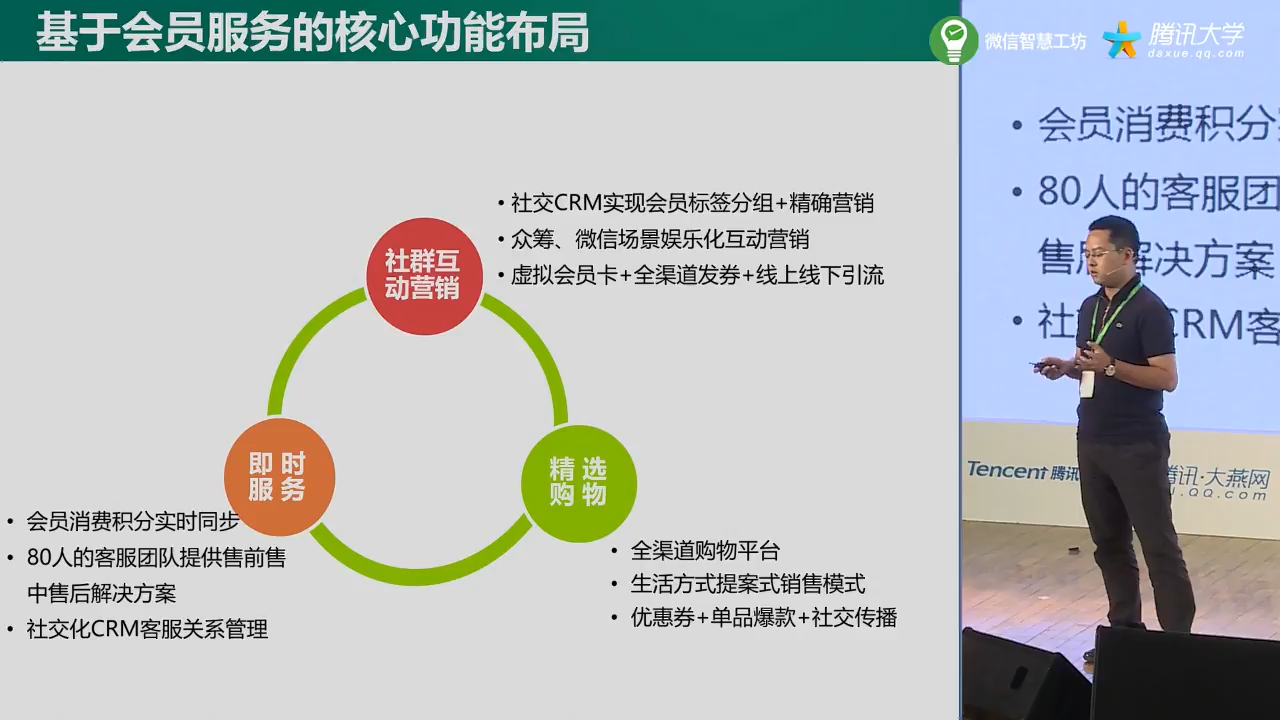 基于会员服务的核心功能布局
微信智慧工坊
腾讯大学
daxue.qq.com
社群互
动营销
• 社交CRM实现会员标签分组+精确营销
• 众筹、微信场景娱乐化互动营销
• 虚拟会员卡+全渠道发券+线上线下引流
即 时
服 务
• 会员消费积分实时同步
• 80人的客服团队提供售前售
中售后解决方案
• 社交化CRM客服关系管理
精 选
购 物
• 全渠道购物平台
• 生活方式提案式销售模式
• 优惠券+单品爆款+社交传播
• 会员消费积分
• 80人的客服团
售后解决方案
• 社 CRM客
Tencent 腾讯
腾讯·大燕网
.qq.com